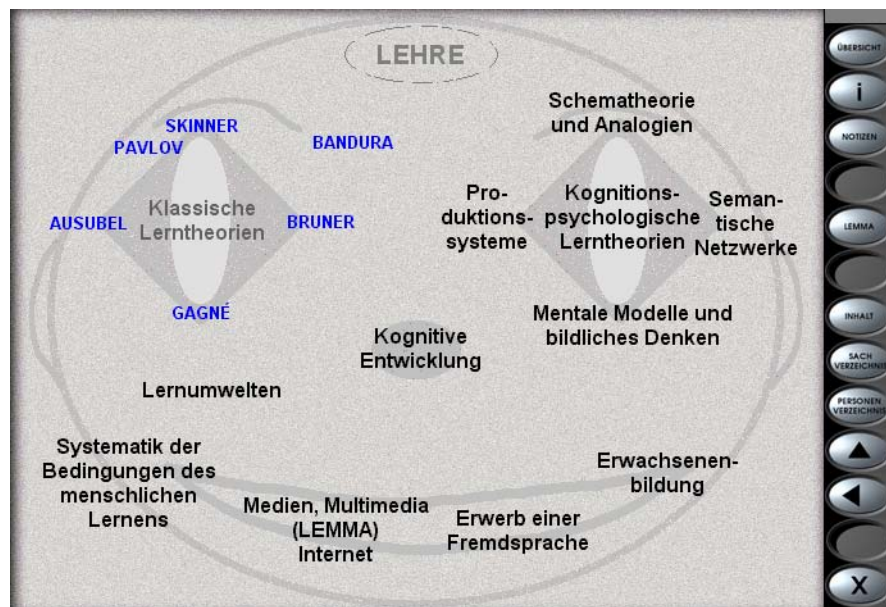 LEHRE
SKINNER
PAVLOV
BANDURA
AUSUBEL
Klassische
Lerntheorien
BRUNER
GAGNÉ
Schematheorie
und Analogien
Pro-
duktions-
systeme
Kognitions-
psychologische
Lerntheorien
Seman-
tische
Netzwerke
Mentale Modelle und
bildliches Denken
Kognitive
Entwicklung
Lernumwelten
Systematik der
Bedingungen des
menschlichen
Lernens
Medien, Multimedia
(LEMMA)
Internet
Erwerb einer
Fremdsprache
Erwachsenen-
bildung
ÜBERSICHT
i
NOTIZEN
LEMMA
INHALT
SACH
VERZEICHNIS
PERSONEN
VERZEICHNIS
X